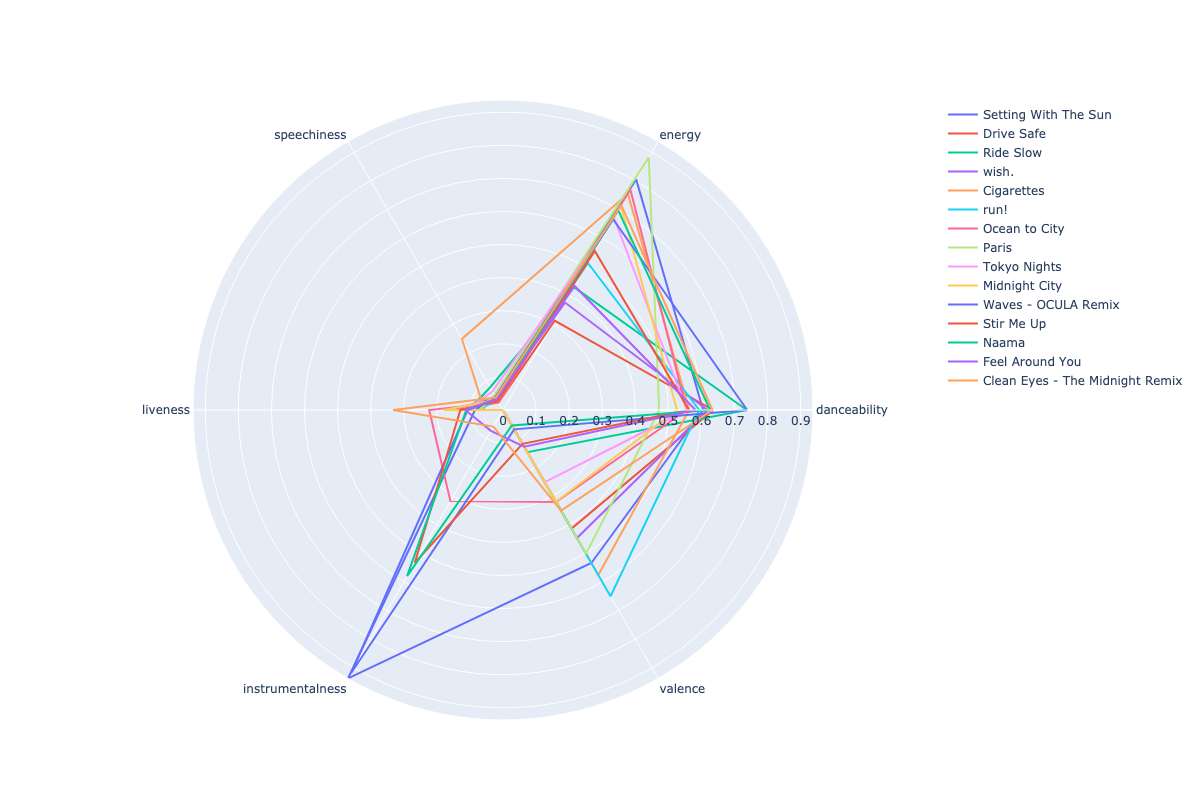 speechiness
energy
liveness
0 0.1 0.2 0.3 0.4 0.5 0.6 0.7 0.8 0.9
danceability
instrumentalness
valence
Setting With The Sun
Drive Safe
Ride Slow
wish.
Cigarettes
run!
Ocean to City
Paris
Tokyo Nights
Midnight City
Waves - OCULA Remix
Stir Me Up
Naama
Feel Around You
Clean Eyes - The Midnight Remix